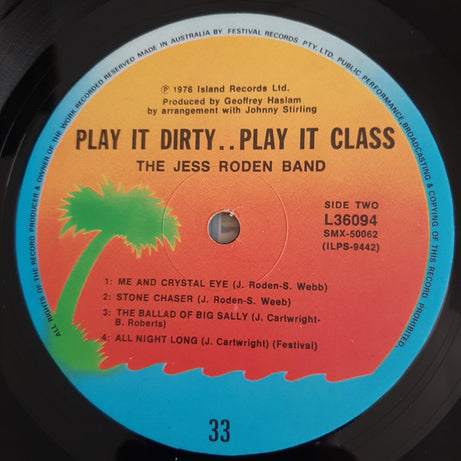 ALL RIGHTS OF THE RECORD PRODUCER & OWNER OF THE WORK RECORDED RESERVED MADE IN AUSTRALIA BY FESTIVAL RECORDS PTY. LTD. PUBLIC PERFORMANCE, BROADCASTING & COPYING OF THIS RECORD PROHIBITED.
℗ 1976 Island Records Ltd.
Produced by Geoffrey Haslam
by arrangement with Johnny Stirling
PLAY IT DIRTY..PLAY IT CLASS
THE JESS RODEN BAND
SIDE TWO
L36094
SMX-50062
(ILPS-9442)
1: ME AND CRYSTAL EYE (J. Roden-S. Webb)
2: STONE CHASER (J. Roden-S. Weeb)
3: THE BALLAD OF BIG SALLY (J. Cartwright-
B. Roberts)
4: ALL NIGHT LONG (J. Cartwright) (Festival)
33